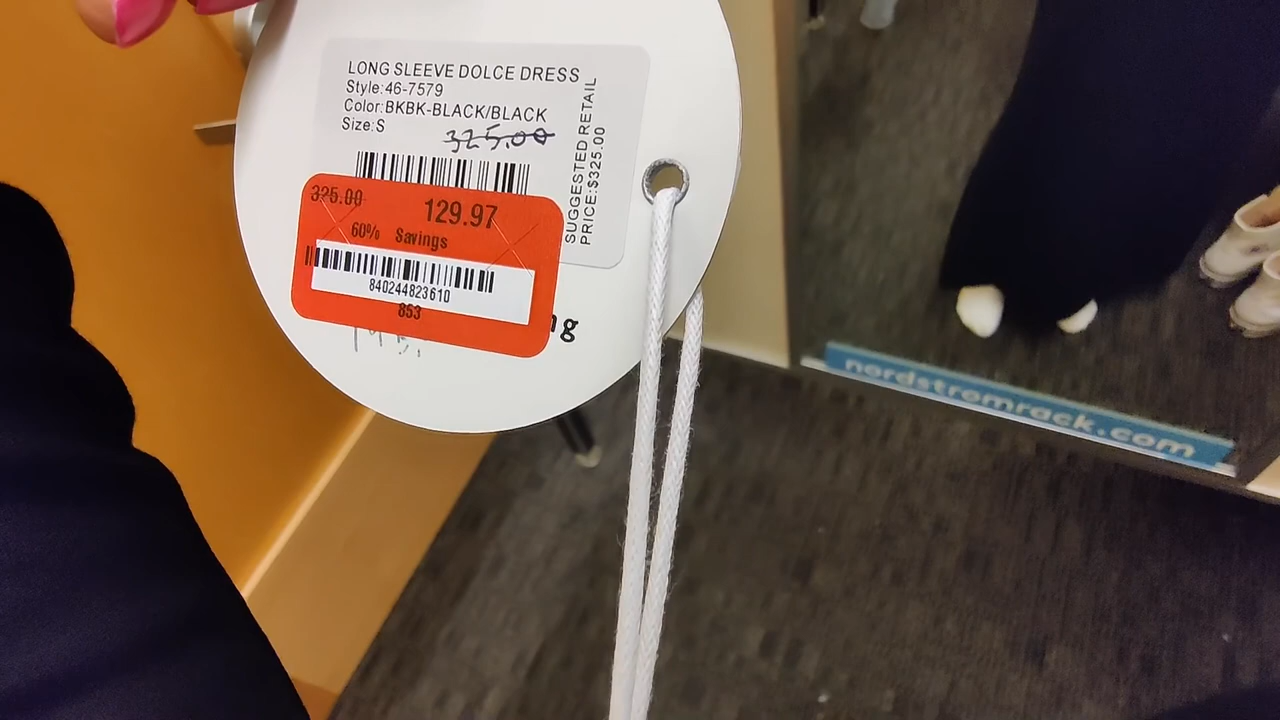 LONG SLEEVE DOLCE DRESS
Style:46-7579
Color:BKBK-BLACK/BLACK
Size:S
325.00
SUGGESTED RETAIL
PRICE:$325.00
325.00
129.97
60% Savings
840244823610
853
nordstromrack.com